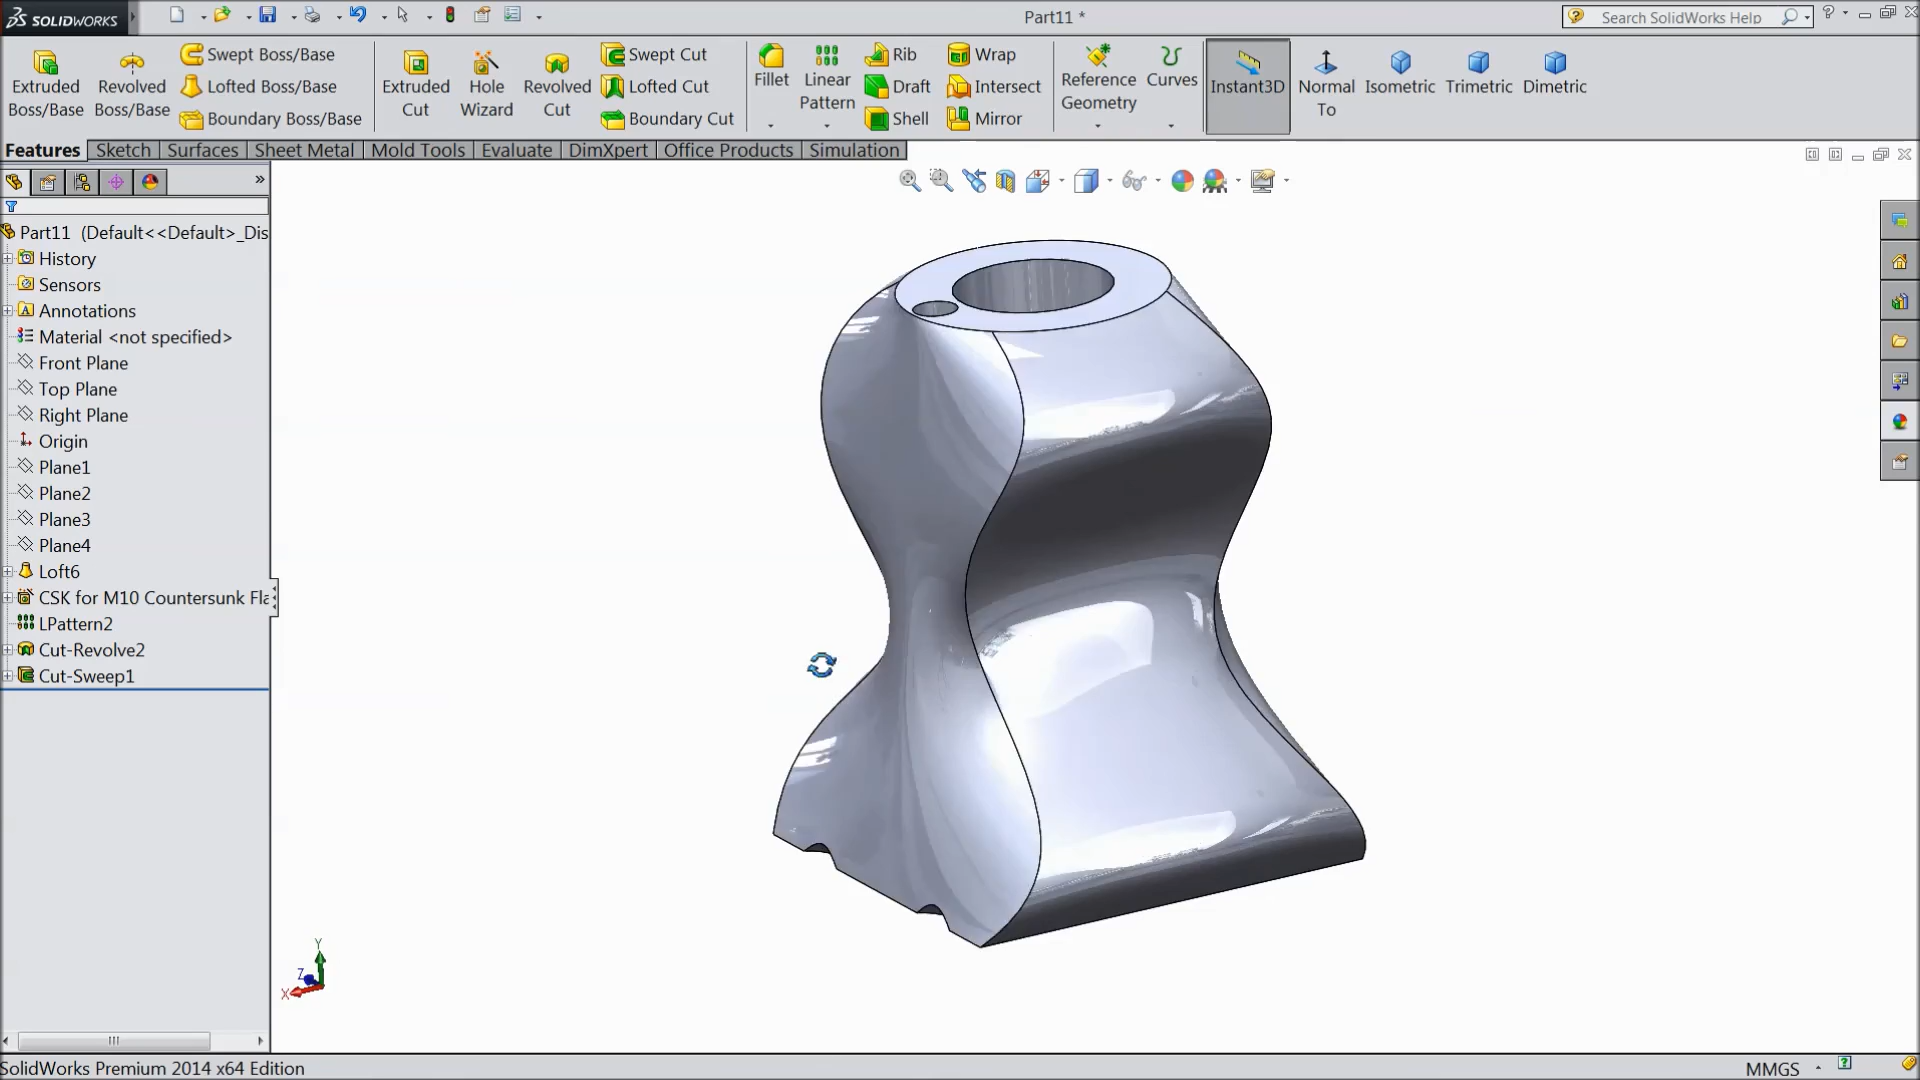 SOLIDWORKS
Part11 *
Search SolidWorks Help
Extruded Boss/Base
Revolved Boss/Base
Swept Boss/Base
Lofted Boss/Base
Boundary Boss/Base
Extruded Cut
Hole Wizard
Revolved Cut
Swept Cut
Lofted Cut
Boundary Cut
Fillet
Linear Pattern
Rib
Draft
Shell
Wrap
Intersect
Mirror
Reference Geometry
Curves
Instant3D
Normal To
Isometric
Trimetric
Dimetric
Features
Sketch
Surfaces
Sheet Metal
Mold Tools
Evaluate
DimXpert
Office Products
Simulation
Part11 (Default<<Default>_Dis
History
Sensors
Annotations
Material <not specified>
Front Plane
Top Plane
Right Plane
Origin
Plane1
Plane2
Plane3
Plane4
Loft6
CSK for M10 Countersunk Fla
LPattern2
Cut-Revolve2
Cut-Sweep1
Y
Z
X
SolidWorks Premium 2014 x64 Edition
MMGS